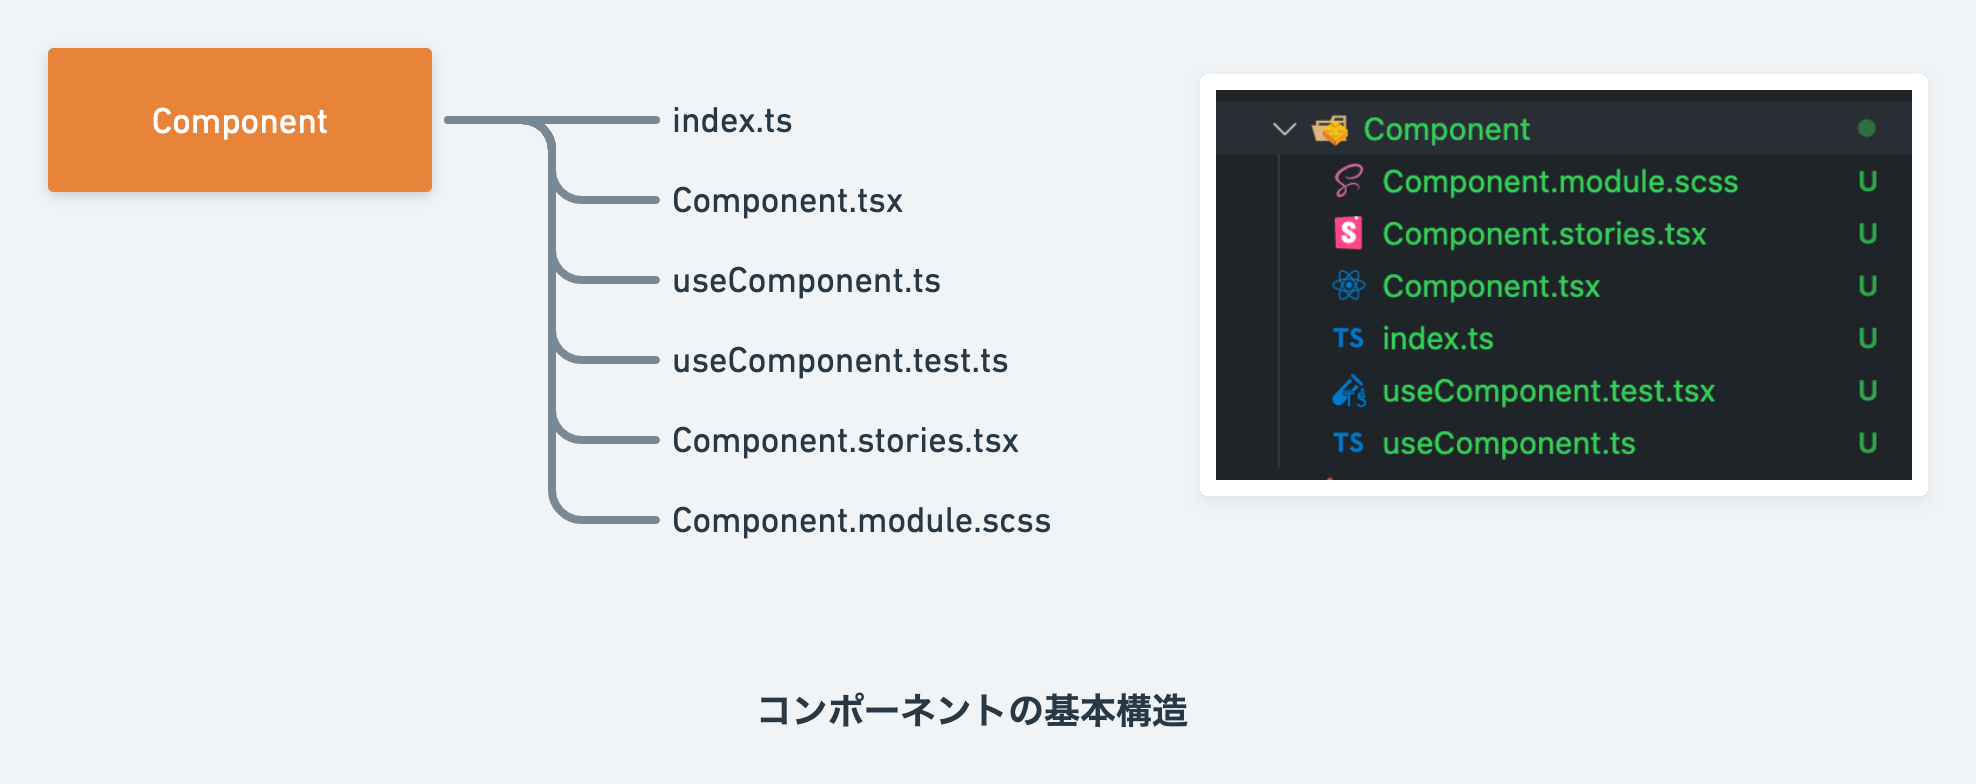 Component
index.ts
Component.tsx
useComponent.ts
useComponent.test.ts
Component.stories.tsx
Component.module.scss
Component
Component.module.scss U
S Component.stories.tsx U
Component.tsx U
TS index.ts U
TS useComponent.test.tsx U
TS useComponent.ts U
コンポーネントの基本構造